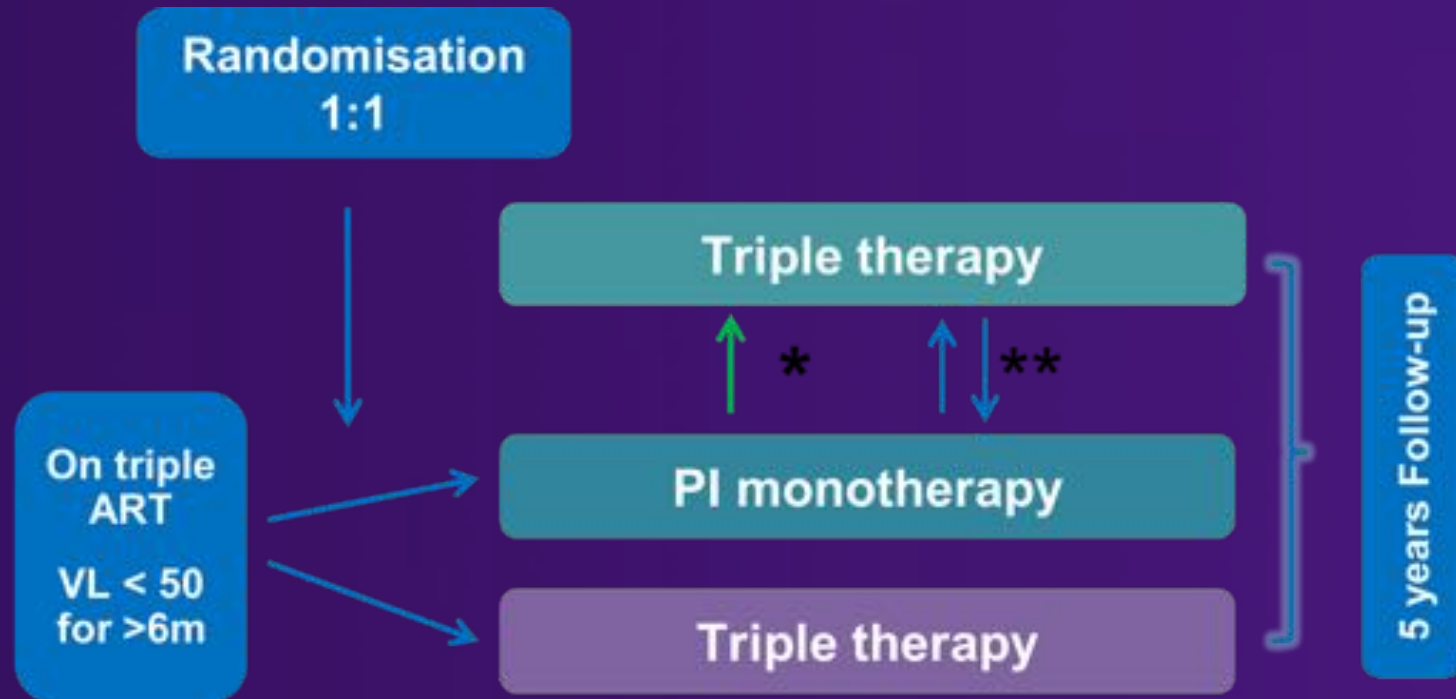 Randomisation
1:1
Triple therapy
*
**
On triple
ART
VL < 50
for >6m
PI monotherapy
Triple therapy
5 years Follow-up